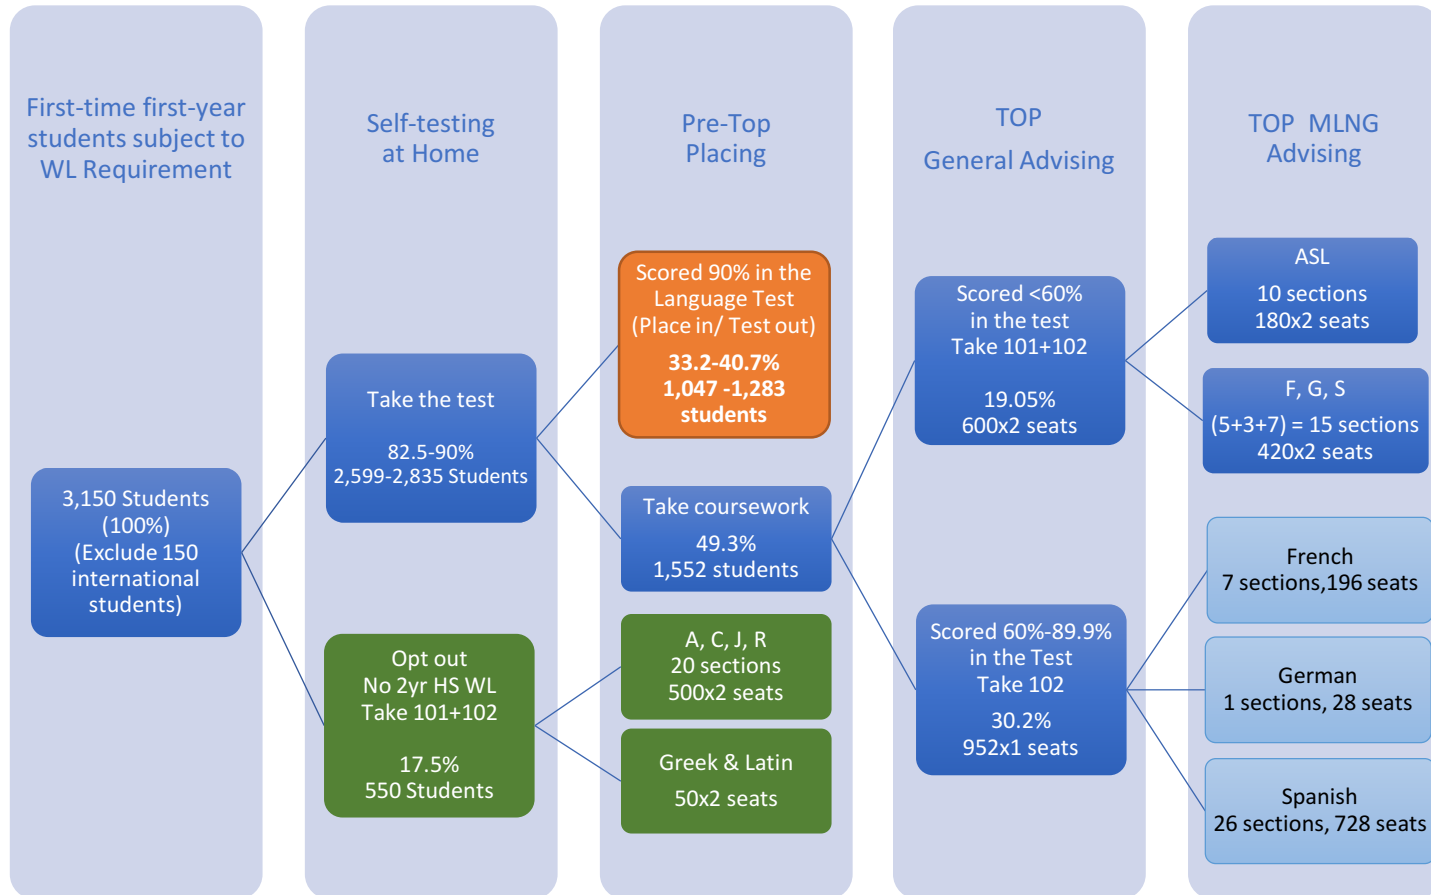 First-time first-year
students subject to
WL Requirement
3,150 Students
(100%)
(Exclude 150
international
students)
Self-testing
at Home
Take the test
82.5-90%
2,599-2,835 Students
Opt out
No 2yr HS WL
Take 101+102
17.5%
550 Students
Pre-Top
Placing
Scored 90% in the
Language Test
(Place in/ Test out)
33.2-40.7%
1,047 -1,283
students
Take coursework
49.3%
1,552 students
A, C, J, R
20 sections
500x2 seats
Greek & Latin
50x2 seats
TOP
General Advising
Scored <60%
in the test
Take 101+102
19.05%
600x2 seats
Scored 60%-89.9%
in the Test
Take 102
30.2%
952x1 seats
TOP  MLNG
Advising
ASL
10 sections
180x2 seats
F, G, S
(5+3+7) = 15 sections
420x2 seats
French
7 sections,196 seats
German
1 sections, 28 seats
Spanish
26 sections, 728 seats